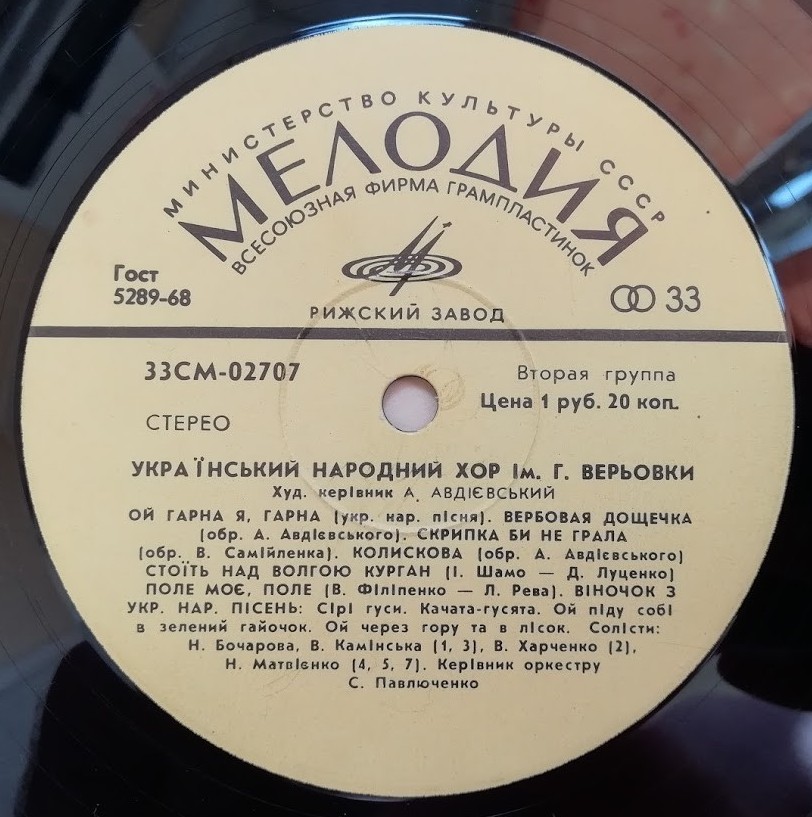 МИНИСТЕРСТВО КУЛЬТУРЫ СССР
МЕЛОДИЯ
ВСЕСОЮЗНАЯ ФИРМА ГРАМПЛАСТИНОК
Гост
5289-68
33
РИЖСКИЙ ЗАВОД
33СМ-02707
Вторая группа
Цена 1 руб. 20 коп.
СТЕРЕО
УКРАЇНСЬКИЙ НАРОДНИЙ ХОР ІМ. Г. ВЕРЬОВКИ
Худ. керівник А. АВДІЄВСЬКИЙ
ОЙ ГАРНА Я, ГАРНА (укр. нар. пісня). ВЕРБОВАЯ ДОЩЕЧКА
(обр. А. Авдієвського). СКРИПКА БИ НЕ ГРАЛА
(обр. В. Самійленка). КОЛИСКОВА (обр. А. Авдієвського)
СТОЇТЬ НАД ВОЛГОЮ КУРГАН (І. Шамо — Д. Луценко)
ПОЛЕ МОЄ, ПОЛЕ (В. Філіпенко — Л. Рева). ВІНОЧОК З
УКР. НАР. ПІСЕНЬ: Сірі гуси. Качата-гусята. Ой піду собі
в зелений гайочок. Ой через гору та в лісок. Солісти:
Н. Бочарова, В. Камінська (1, 3), В. Харченко (2),
Н. Матвієнко (4, 5, 7). Керівник оркестру
С. Павлюченко